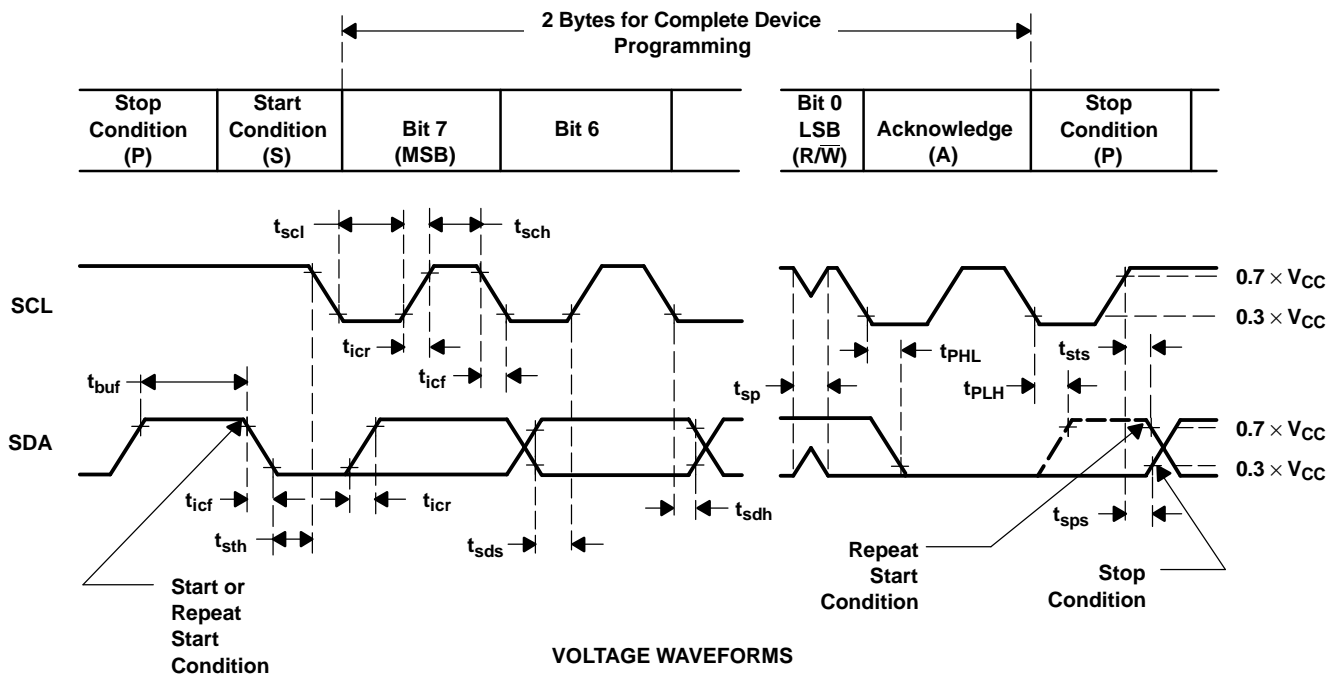 2 Bytes for Complete Device
Programming
Stop
Condition
(P)
Start
Condition
(S)
Bit 7
(MSB)
Bit 6
Bit 0
LSB
(R/W̅)
Acknowledge
(A)
Stop
Condition
(P)
tscl
tsch
SCL
0.7 × VCC
0.3 × VCC
ticr
ticf
tPHL
tsts
tbuf
tsp
tPLH
SDA
0.7 × VCC
0.3 × VCC
ticf
ticr
tsdh
tsps
tsth
tsds
Repeat
Start
Condition
Stop
Condition
Start or
Repeat
Start
Condition
VOLTAGE WAVEFORMS